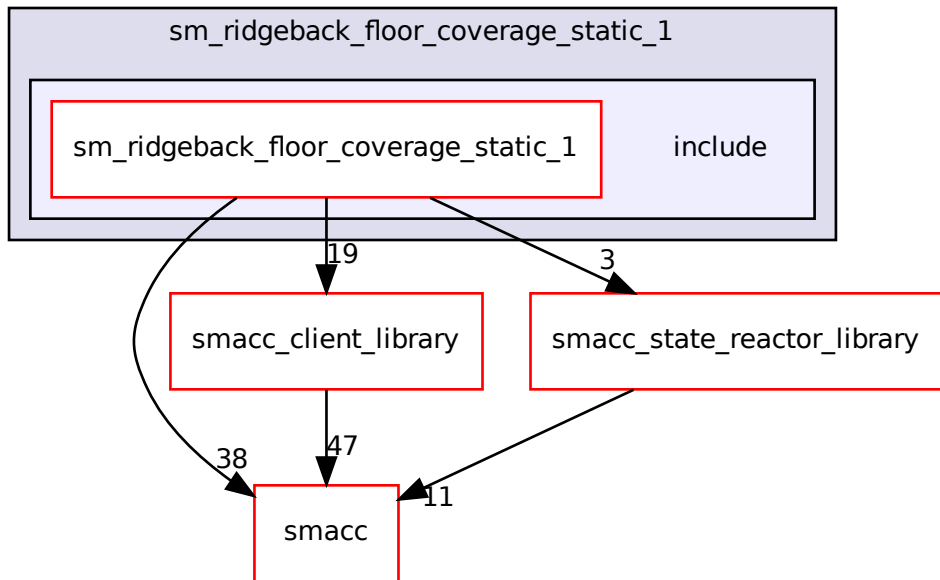 sm_ridgeback_floor_coverage_static_1
sm_ridgeback_floor_coverage_static_1
include
19
3
smacc_client_library
smacc_state_reactor_library
38
47
11
smacc